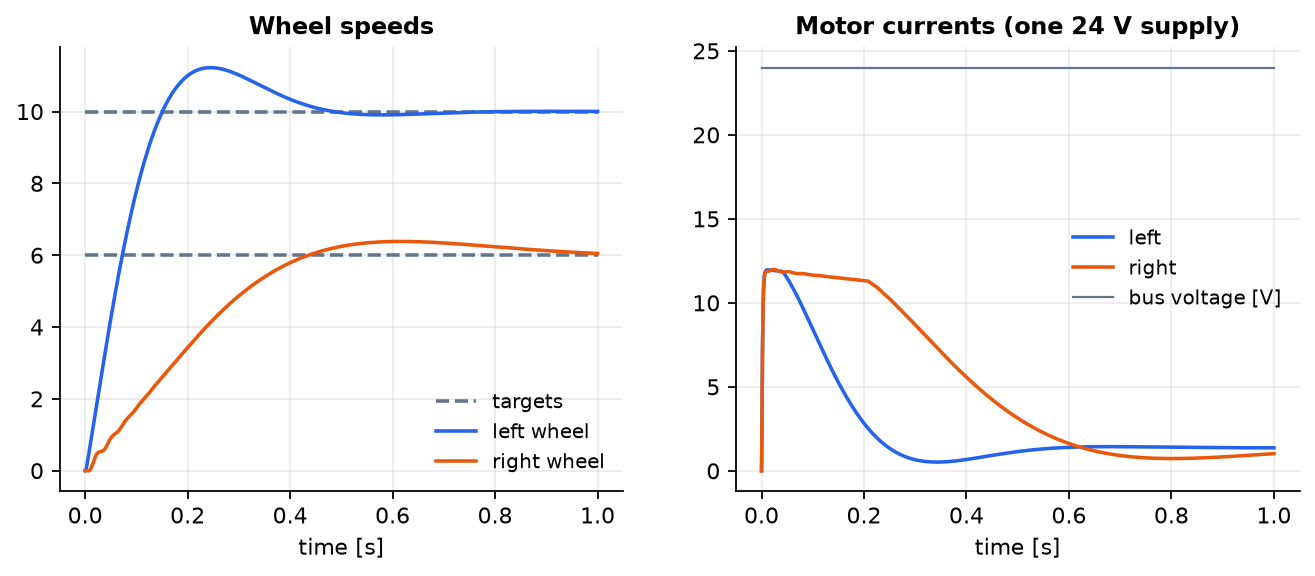 Wheel speeds
10
8
6
4
2
0
targets
left wheel
right wheel
0.0 0.2 0.4 0.6 0.8 1.0
time [s]
Motor currents (one 24 V supply)
25
20
15
10
5
0
left
right
bus voltage [V]
0.0 0.2 0.4 0.6 0.8 1.0
time [s]